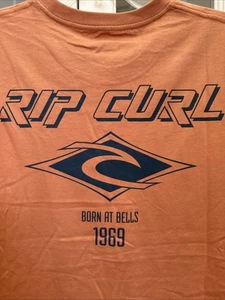 RIP CURL
BORN AT BELLS
1969